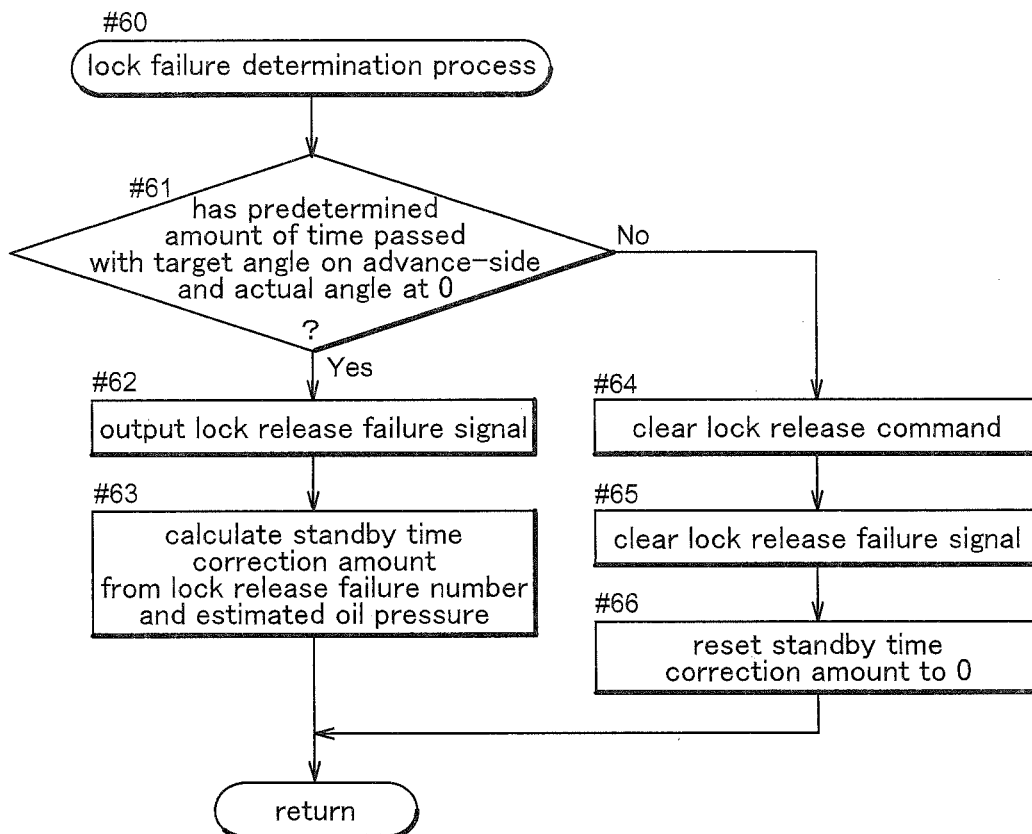 #60
lock failure determination process
#61
has predetermined
amount of time passed
with target angle on advance-side
and actual angle at 0
?
No
Yes
#62
output lock release failure signal
#63
calculate standby time
correction amount
from lock release failure number
and estimated oil pressure
#64
clear lock release command
#65
clear lock release failure signal
#66
reset standby time
correction amount to 0
return